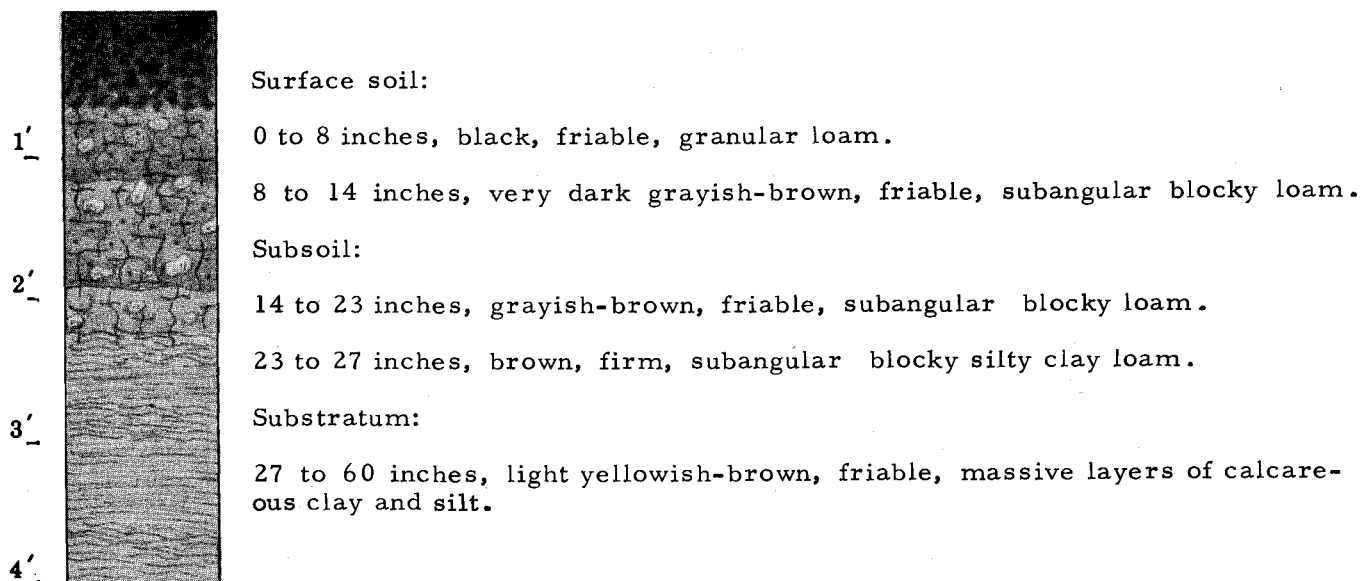 Surface soil:
1'
0 to 8 inches, black, friable, granular loam.
8 to 14 inches, very dark grayish-brown, friable, subangular blocky loam.
Subsoil:
2'
14 to 23 inches, grayish-brown, friable, subangular blocky loam.
23 to 27 inches, brown, firm, subangular blocky silty clay loam.
Substratum:
3'
27 to 60 inches, light yellowish-brown, friable, massive layers of calcare-
ous clay and silt.
4'